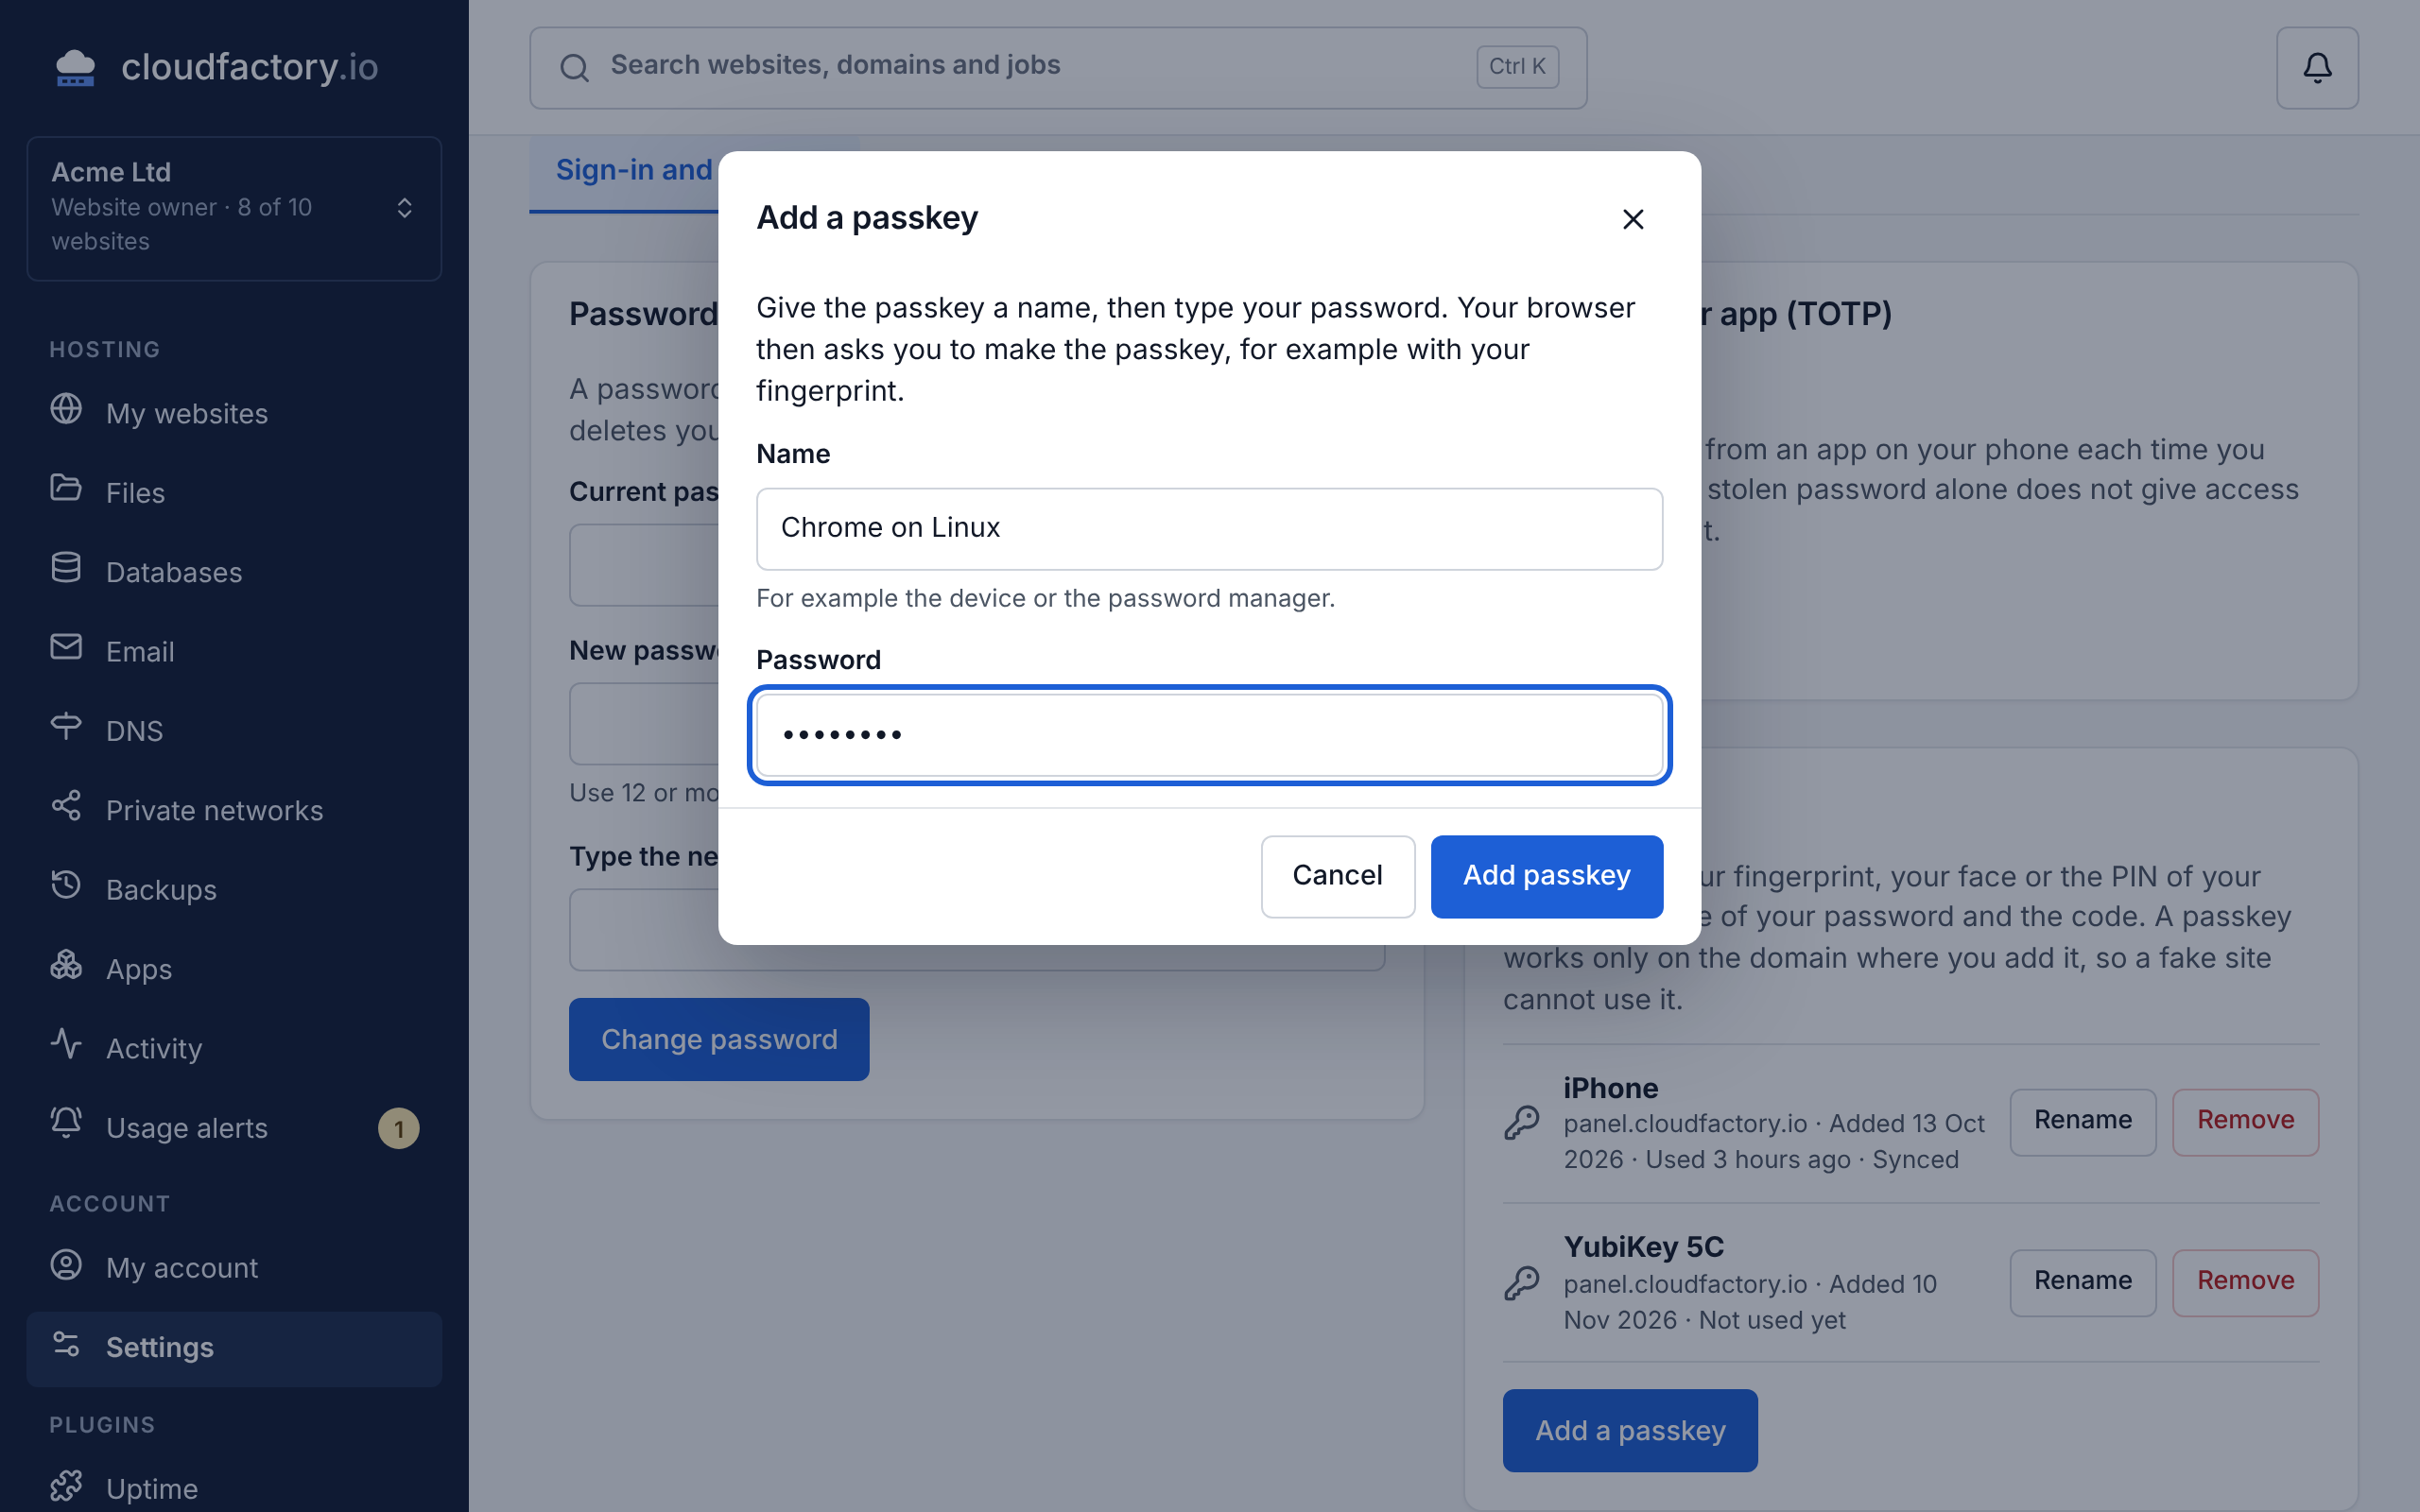 cloudfactory.io
Acme Ltd
Website owner · 8 of 10
websites
HOSTING
My websites
Files
Databases
Email
DNS
Private networks
Backups
Apps
Activity
Usage alerts
1
ACCOUNT
My account
Settings
PLUGINS
Uptime
Search websites, domains and jobs
Ctrl K
Sign-in and
Password
A password
deletes you
Current pas
New passw
Use 12 or mo
Type the ne
Change password
Add a passkey
Give the passkey a name, then type your password. Your browser
then asks you to make the passkey, for example with your
fingerprint.
Name
Chrome on Linux
For example the device or the password manager.
Password
••••••••
Cancel
Add passkey
r app (TOTP)
from an app on your phone each time you
stolen password alone does not give access
t.
ur fingerprint, your face or the PIN of your
e of your password and the code. A passkey
works only on the domain where you add it, so a fake site
cannot use it.
iPhone
panel.cloudfactory.io · Added 13 Oct
2026 · Used 3 hours ago · Synced
Rename
Remove
YubiKey 5C
panel.cloudfactory.io · Added 10
Nov 2026 · Not used yet
Rename
Remove
Add a passkey